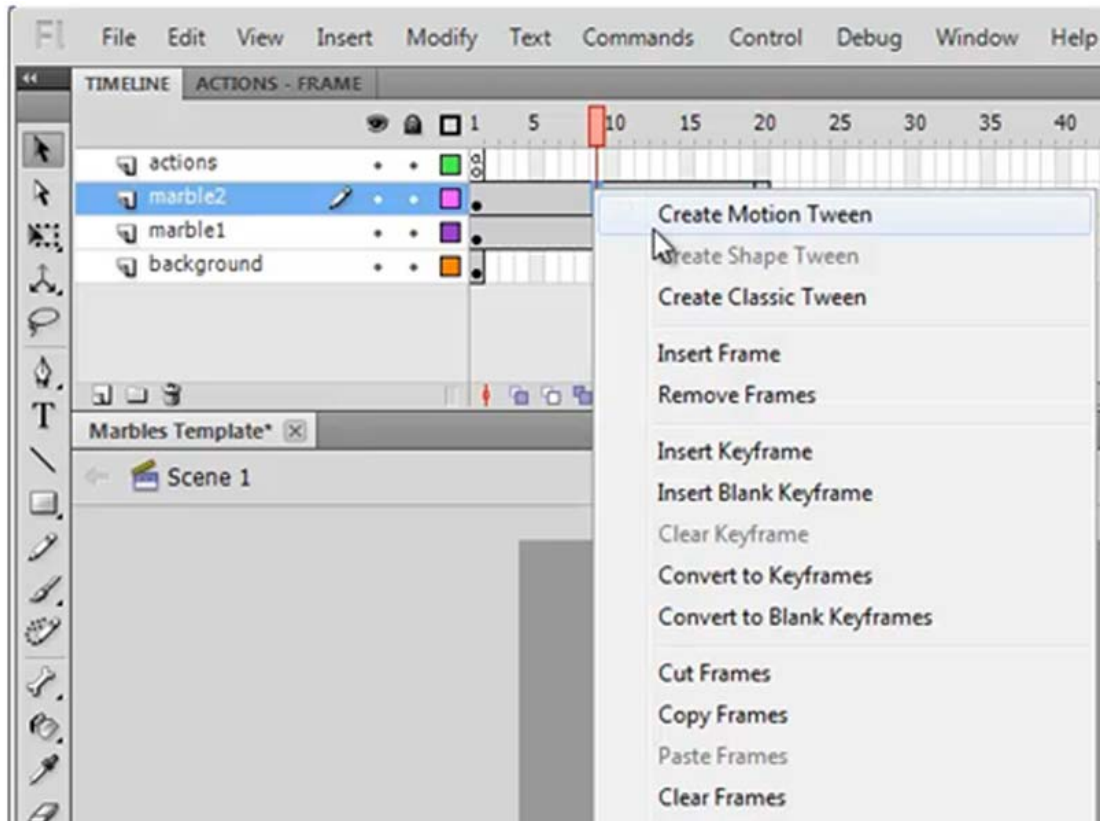 Fl File Edit View Insert Modify Text Commands Control Debug Window Help
TIMELINE ACTIONS - FRAME
1 5 10 15 20 25 30 35 40
actions
marble2
marble1
background
Create Motion Tween
Create Shape Tween
Create Classic Tween
Insert Frame
Remove Frames
Insert Keyframe
Insert Blank Keyframe
Clear Keyframe
Convert to Keyframes
Convert to Blank Keyframes
Cut Frames
Copy Frames
Paste Frames
Clear Frames
T
Marbles Template*
Scene 1